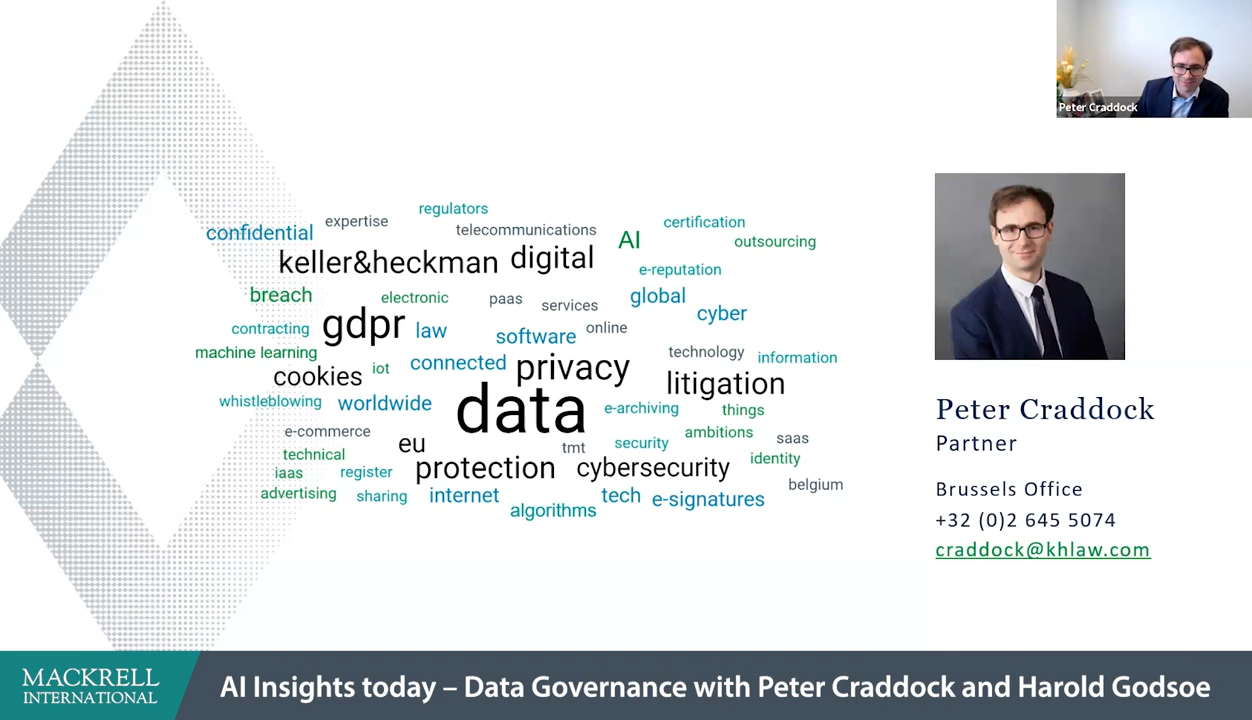 Peter Craddock
regulators
expertise
confidential
telecommunications
AI
certification
outsourcing
keller&heckman
digital
e-reputation
breach
electronic
paas
services
global
cyber
contracting
gdpr
law
software
online
machine learning
iot
connected
privacy
technology
information
cookies
litigation
whistleblowing
worldwide
data
e-archiving
things
e-commerce
eu
tmt
security
ambitions
saas
technical
identity
iaas
register
protection
cybersecurity
belgium
advertising
sharing
internet
algorithms
tech
e-signatures
Peter Craddock
Partner
Brussels Office
+32 (0)2 645 5074
craddock@khlaw.com
MACKRELL
INTERNATIONAL
AI Insights today – Data Governance with Peter Craddock and Harold Godsoe